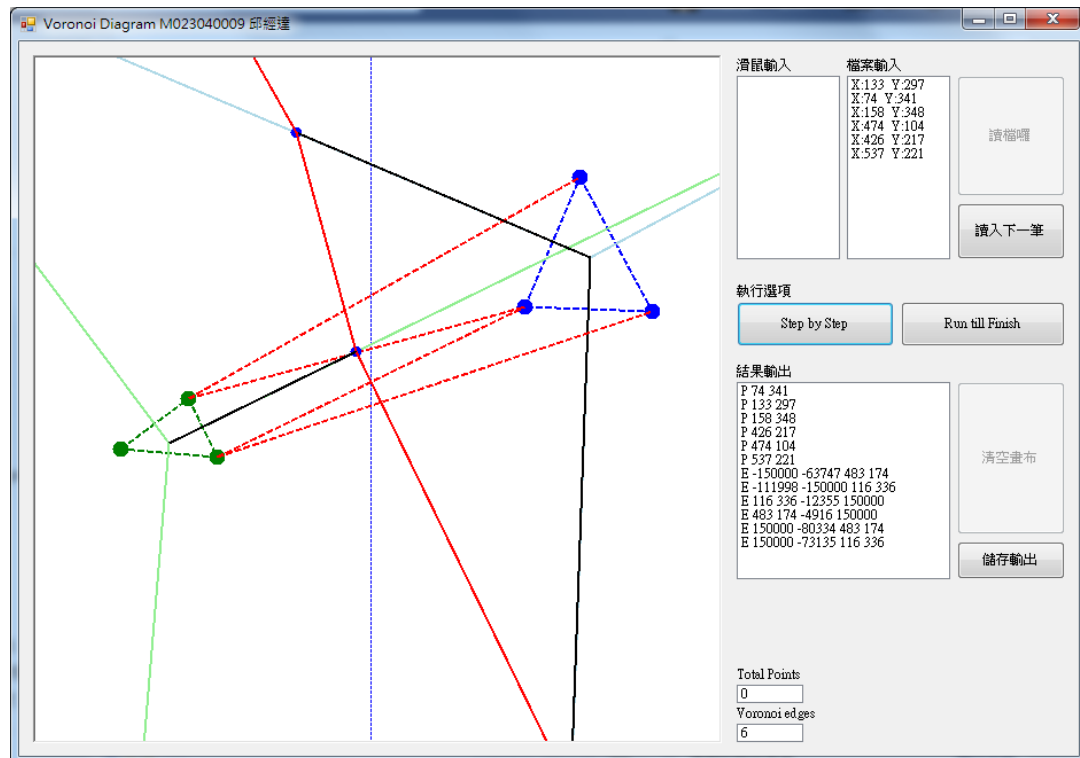 Voronoi Diagram M023040009 邱經達
滑鼠輸入
檔案輸入
X:133 Y:297
X:74 Y:341
X:158 Y:348
X:474 Y:104
X:426 Y:217
X:537 Y:221
讀檔囉
讀入下一筆
執行選項
Step by Step
Run till Finish
結果輸出
P 74 341
P 133 297
P 158 348
P 426 217
P 474 104
P 537 221
E -150000 -63747 483 174
E -111998 -150000 116 336
E 116 336 -12355 150000
E 483 174 -4916 150000
E 150000 -80334 483 174
E 150000 -73135 116 336
清空畫布
儲存輸出
Total Points
0
Voronoi edges
6